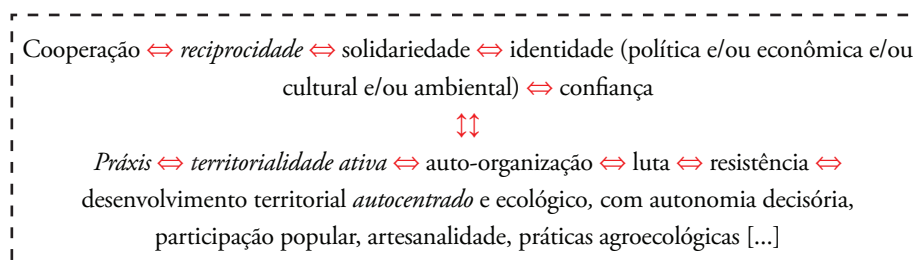 Cooperação ⇔ reciprocidade ⇔ solidariedade ⇔ identidade (política e/ou econômica e/ou
cultural e/ou ambiental) ⇔ confiança
⇕
Práxis ⇔ territorialidade ativa ⇔ auto-organização ⇔ luta ⇔ resistência ⇔
desenvolvimento territorial autocentrado e ecológico, com autonomia decisória,
participação popular, artesanalidade, práticas agroecológicas [...]